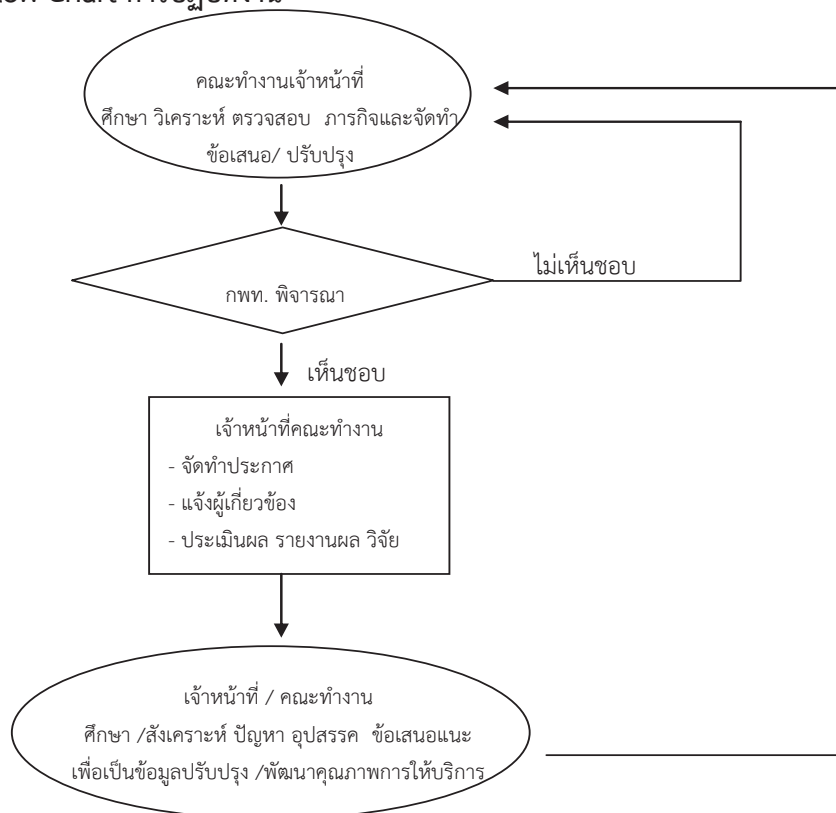 คณะทำงานเจ้าหน้าที่
ศึกษา วิเคราะห์ ตรวจสอบ ภารกิจและจัดทำ
ข้อเสนอ/ ปรับปรุง
กพท. พิจารณา
ไม่เห็นชอบ
เห็นชอบ
เจ้าหน้าที่คณะทำงาน
- จัดทำประกาศ
- แจ้งผู้เกี่ยวข้อง
- ประเมินผล รายงานผล วิจัย
เจ้าหน้าที่ / คณะทำงาน
ศึกษา /สังเคราะห์ ปัญหา อุปสรรค ข้อเสนอแนะ
เพื่อเป็นข้อมูลปรับปรุง /พัฒนาคุณภาพการให้บริการ